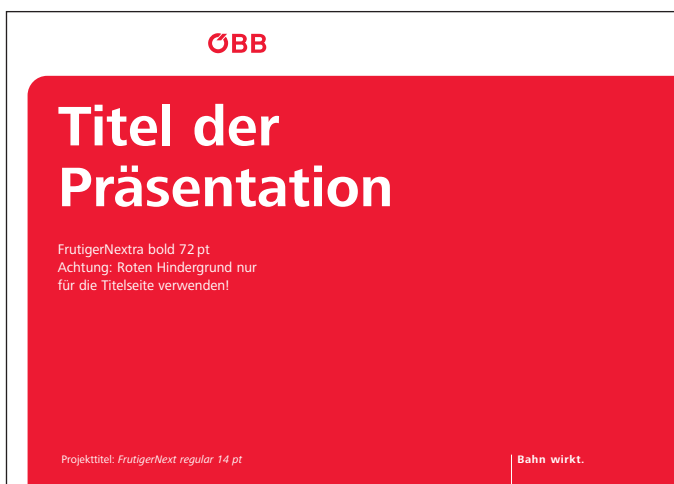 ÖBB
Titel der
Präsentation
FrutigerNextra bold 72 pt
Achtung: Roten Hindergrund nur
für die Titelseite verwenden!
Projekttitel: FrutigerNext regular 14 pt
Bahn wirkt.